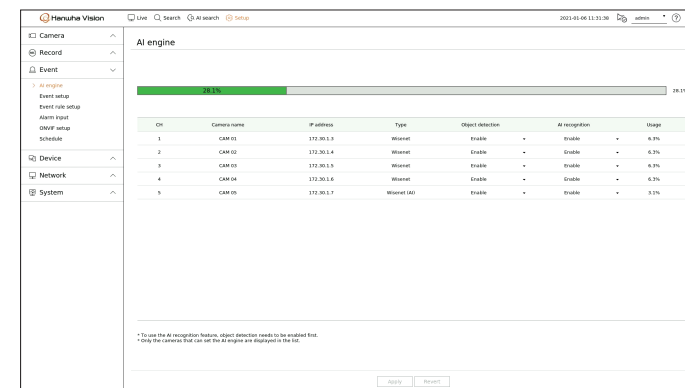 Hanwha Vision
Live Search AI search Setup 2021-01-06 11:31:38 admin ?
Camera
Record
Event
AI engine
Event setup
Event rule setup
Alarm input
ONVIF setup
Schedule
Device
Network
System
AI engine
28.1% 28.1%
CH Camera name IP address Type Object detection AI recognition Usage
1 CAM 01 172.30.1.3 Wisenet Enable Enable 6.3%
2 CAM 02 172.30.1.4 Wisenet Enable Enable 6.3%
3 CAM 03 172.30.1.5 Wisenet Enable Enable 6.3%
4 CAM 04 172.30.1.6 Wisenet Enable Enable 6.3%
5 CAM 05 172.30.1.7 Wisenet (AI) Enable Enable 3.1%
* To use the AI recognition feature, object detection needs to be enabled first.
* Only the cameras that can set the AI engine are displayed in the list.
Apply Revert